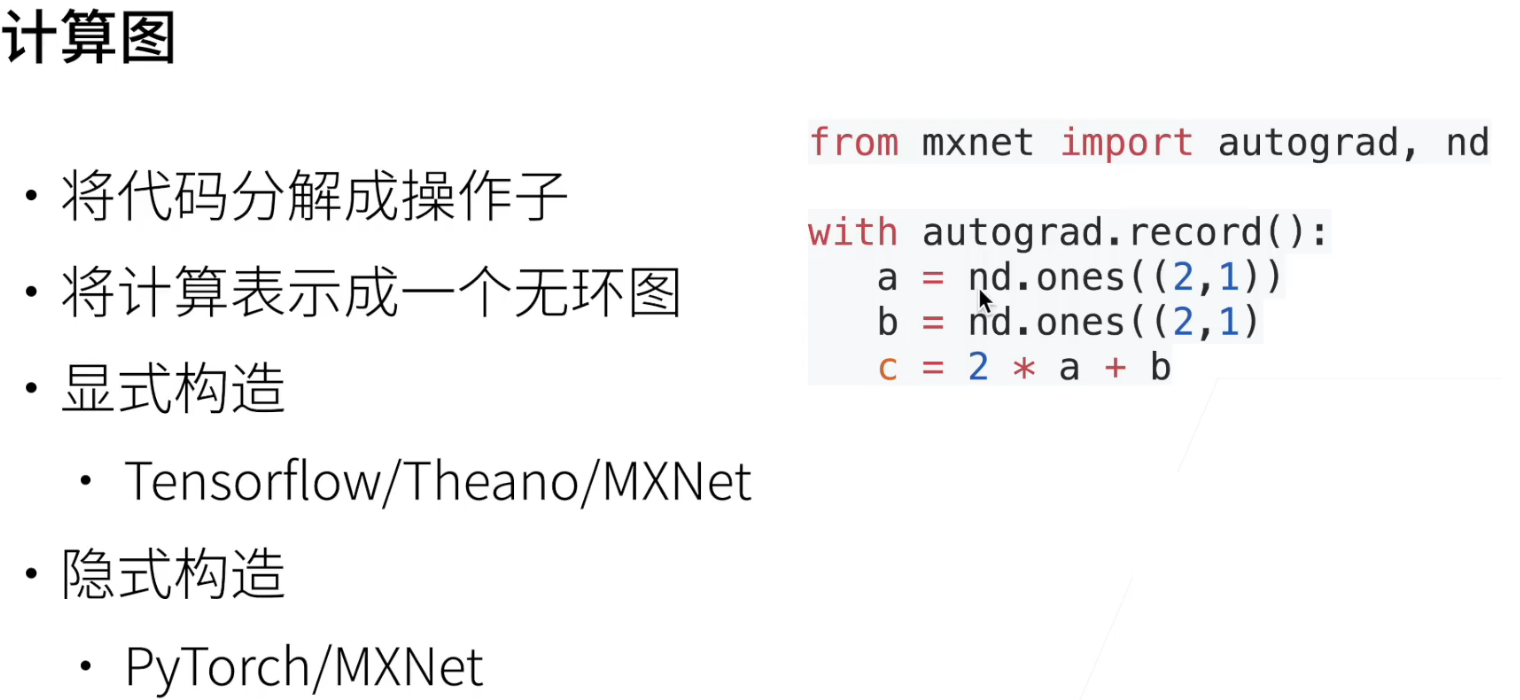 计算图
• 将代码分解成操作子
• 将计算表示成一个无环图
• 显式构造
• Tensorflow/Theano/MXNet
• 隐式构造
• PyTorch/MXNet
from mxnet import autograd, nd
with autograd.record():
a = nd.ones((2,1))
b = nd.ones((2,1)
c = 2 * a + b